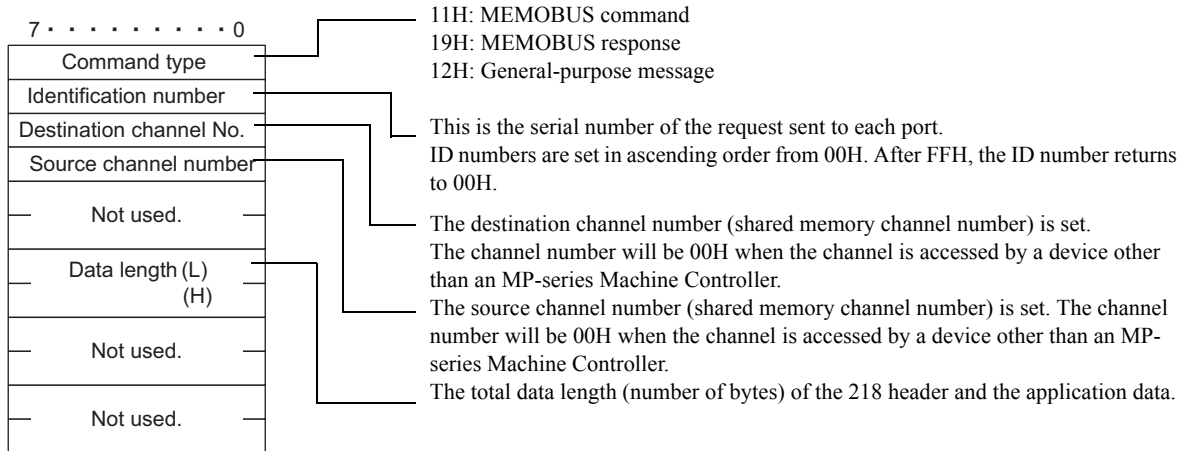 7 · · · · · · · · · 0
Command type
Identification number
Destination channel No.
Source channel number
Not used.
Data length (L)
(H)
Not used.
Not used.
11H: MEMOBUS command
19H: MEMOBUS response
12H: General-purpose message
This is the serial number of the request sent to each port.
ID numbers are set in ascending order from 00H. After FFH, the ID number returns
to 00H.
The destination channel number (shared memory channel number) is set.
The channel number will be 00H when the channel is accessed by a device other
than an MP-series Machine Controller.
The source channel number (shared memory channel number) is set. The channel
number will be 00H when the channel is accessed by a device other than an MP-
series Machine Controller.
The total data length (number of bytes) of the 218 header and the application data.